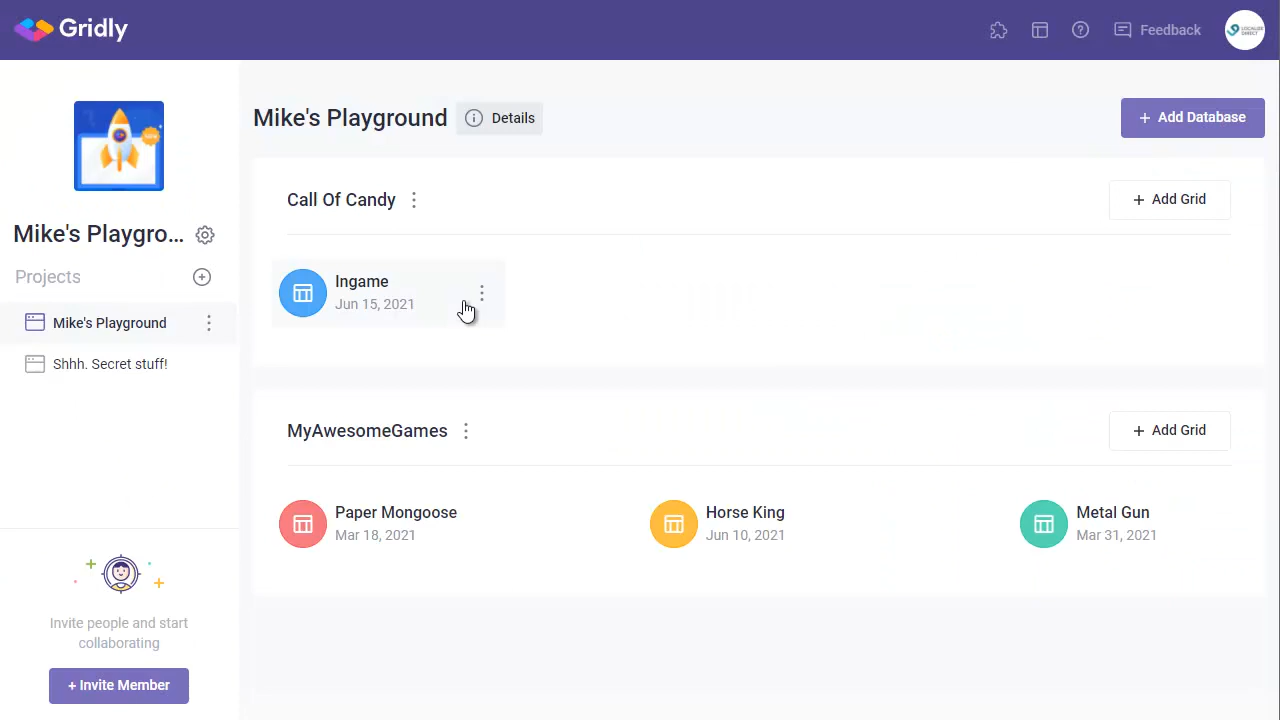 Gridly
Feedback
LOCALIZE
DIRECT
Mike's Playgro...
Projects
Mike's Playground
Shhh. Secret stuff!
Invite people and start
collaborating
+ Invite Member
Mike's Playground
Details
+ Add Database
Call Of Candy
+ Add Grid
Ingame
Jun 15, 2021
MyAwesomeGames
+ Add Grid
Paper Mongoose
Mar 18, 2021
Horse King
Jun 10, 2021
Metal Gun
Mar 31, 2021